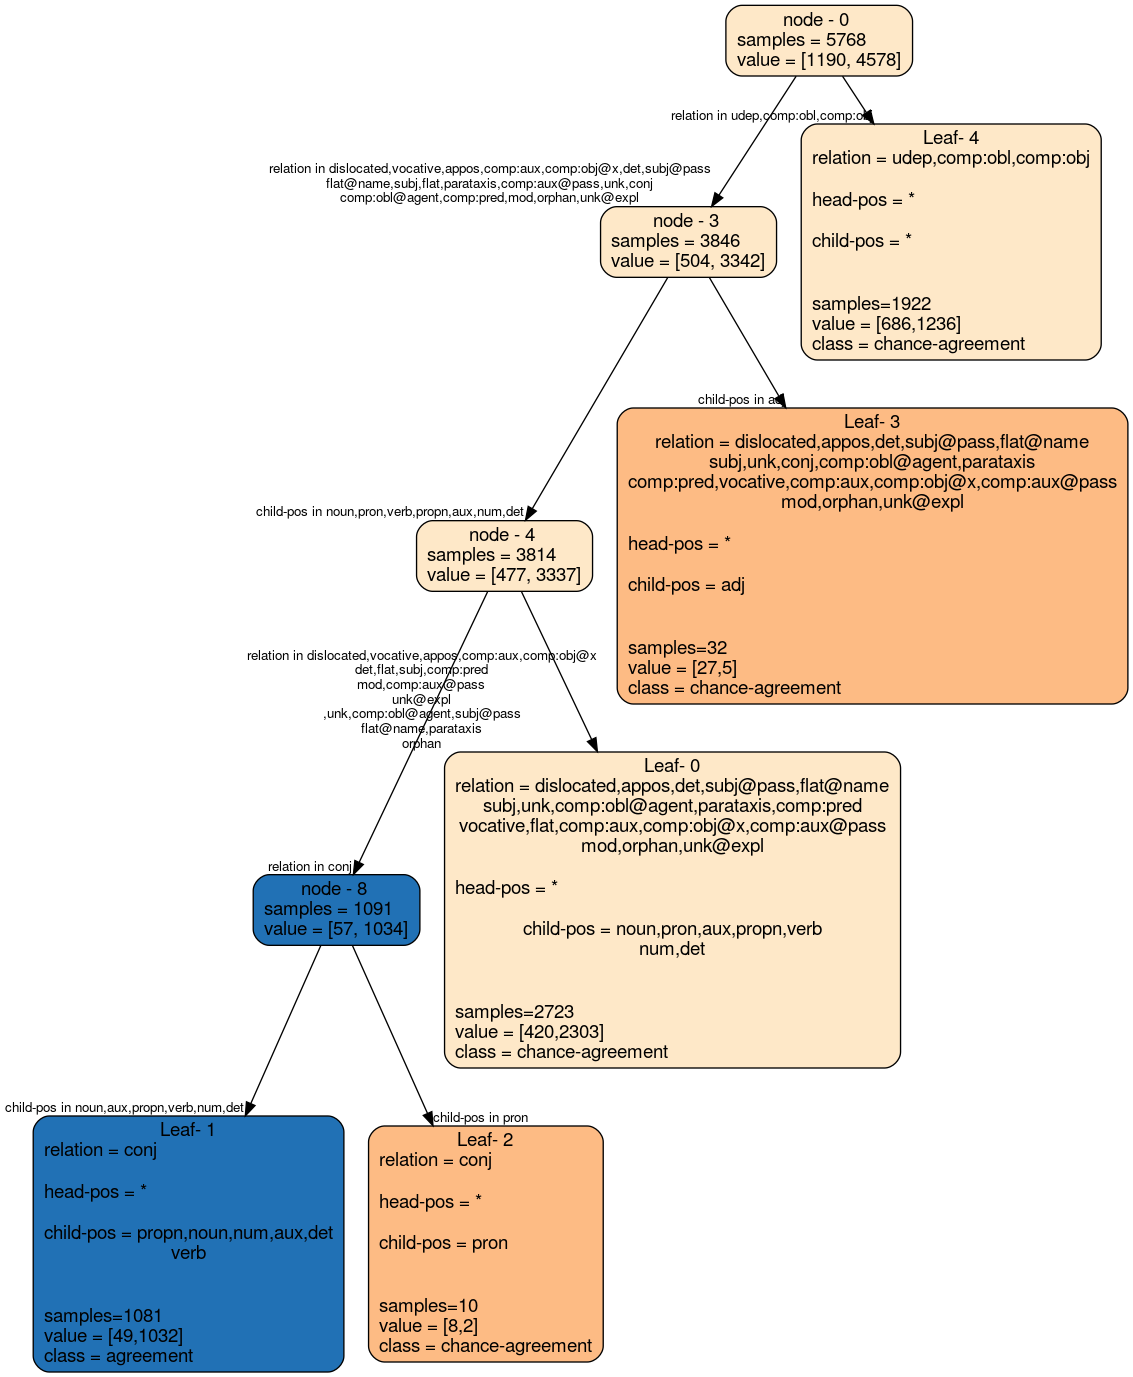 node - 0
samples = 5768
value = [1190, 4578]
relation in udep,comp:obl,comp:obj
Leaf- 4
relation = udep,comp:obl,comp:obj
head-pos = *
child-pos = *
samples=1922
value = [686,1236]
class = chance-agreement
relation in dislocated,vocative,appos,comp:aux,comp:obj@x,det,subj@pass
flat@name,subj,flat,parataxis,comp:aux@pass,unk,conj
comp:obl@agent,comp:pred,mod,orphan,unk@expl
node - 3
samples = 3846
value = [504, 3342]
child-pos in adj
Leaf- 3
relation = dislocated,appos,det,subj@pass,flat@name
subj,unk,conj,comp:obl@agent,parataxis
comp:pred,vocative,comp:aux,comp:obj@x,comp:aux@pass
mod,orphan,unk@expl
head-pos = *
child-pos = adj
samples=32
value = [27,5]
class = chance-agreement
child-pos in noun,pron,verb,propn,aux,num,det
node - 4
samples = 3814
value = [477, 3337]
relation in dislocated,vocative,appos,comp:aux,comp:obj@x
det,flat,subj,comp:pred
mod,comp:aux@pass
unk@expl
,unk,comp:obl@agent,subj@pass
flat@name,parataxis
orphan
Leaf- 0
relation = dislocated,appos,det,subj@pass,flat@name
subj,unk,comp:obl@agent,parataxis,comp:pred
vocative,flat,comp:aux,comp:obj@x,comp:aux@pass
mod,orphan,unk@expl
head-pos = *
child-pos = noun,pron,aux,propn,verb
num,det
samples=2723
value = [420,2303]
class = chance-agreement
relation in conj
node - 8
samples = 1091
value = [57, 1034]
child-pos in noun,aux,propn,verb,num,det
Leaf- 1
relation = conj
head-pos = *
child-pos = propn,noun,num,aux,det
verb
samples=1081
value = [49,1032]
class = agreement
child-pos in pron
Leaf- 2
relation = conj
head-pos = *
child-pos = pron
samples=10
value = [8,2]
class = chance-agreement